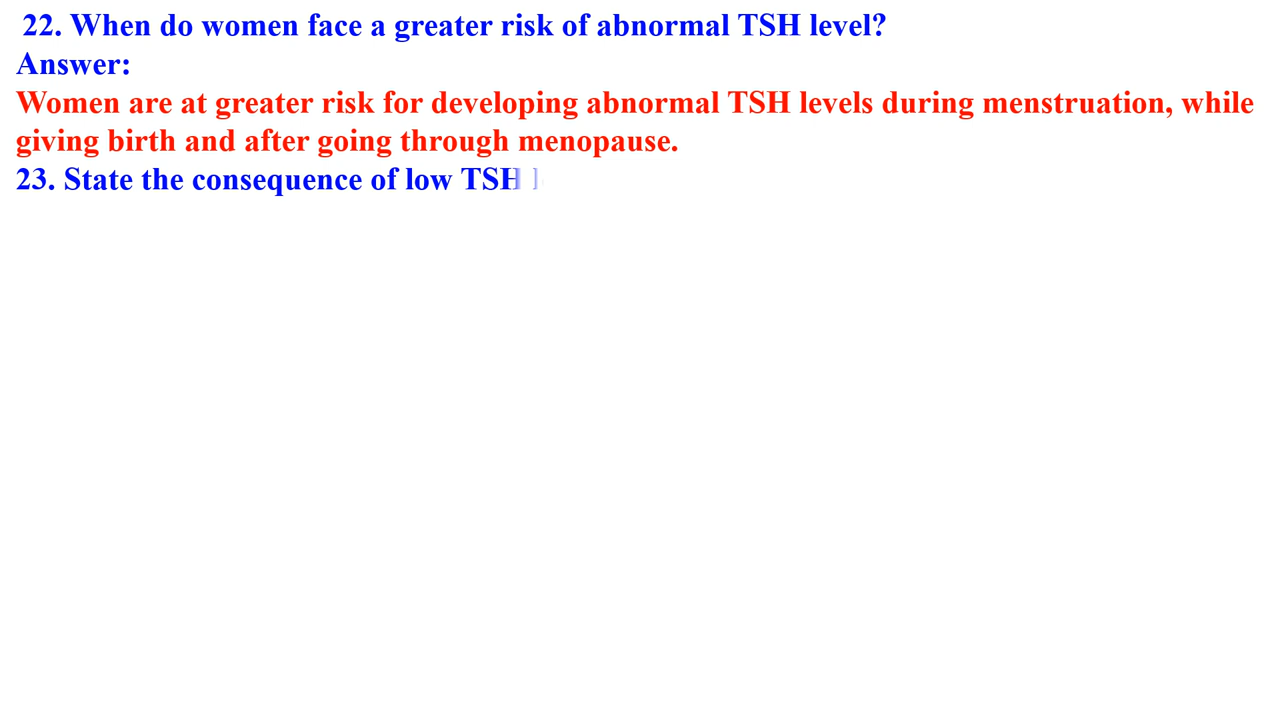 22. When do women face a greater risk of abnormal TSH level?
Answer:
Women are at greater risk for developing abnormal TSH levels during menstruation, while
giving birth and after going through menopause.
23. State the consequence of low TSH